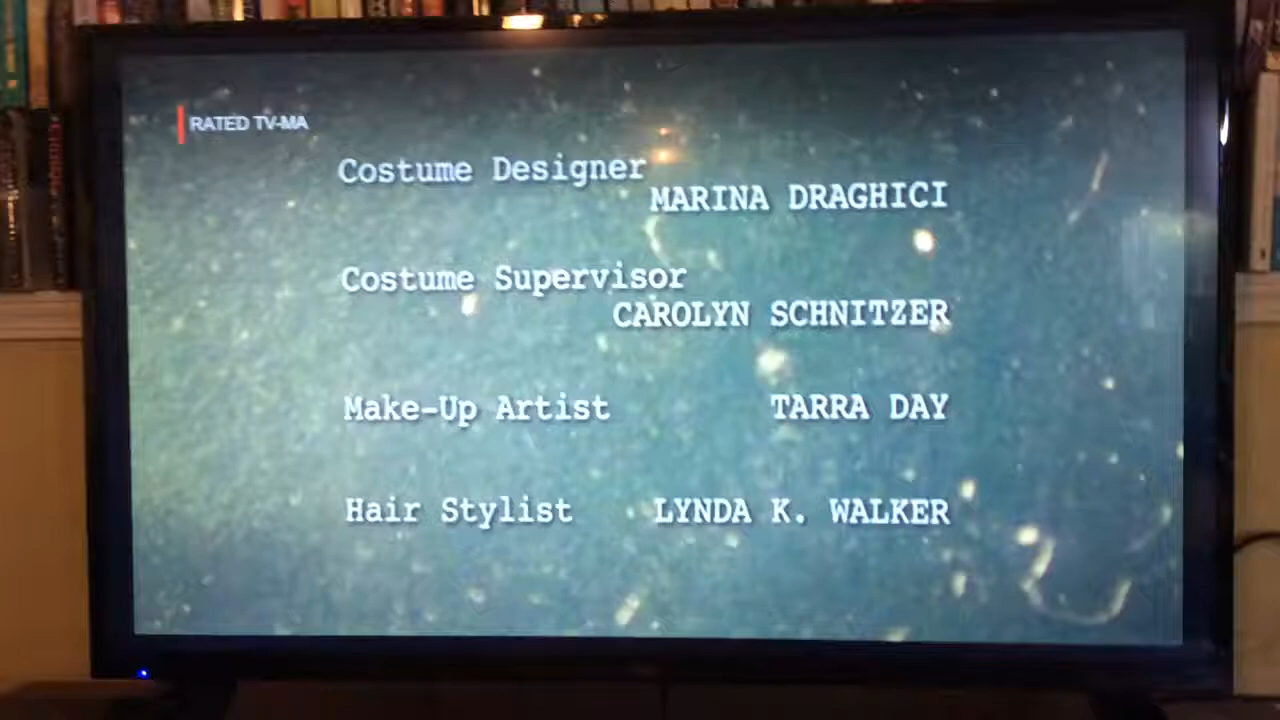 RATED TV-MA
Costume Designer
MARINA DRAGHICI
Costume Supervisor
CAROLYN SCHNITZER
Make-Up Artist TARRA DAY
Hair Stylist LYNDA K. WALKER